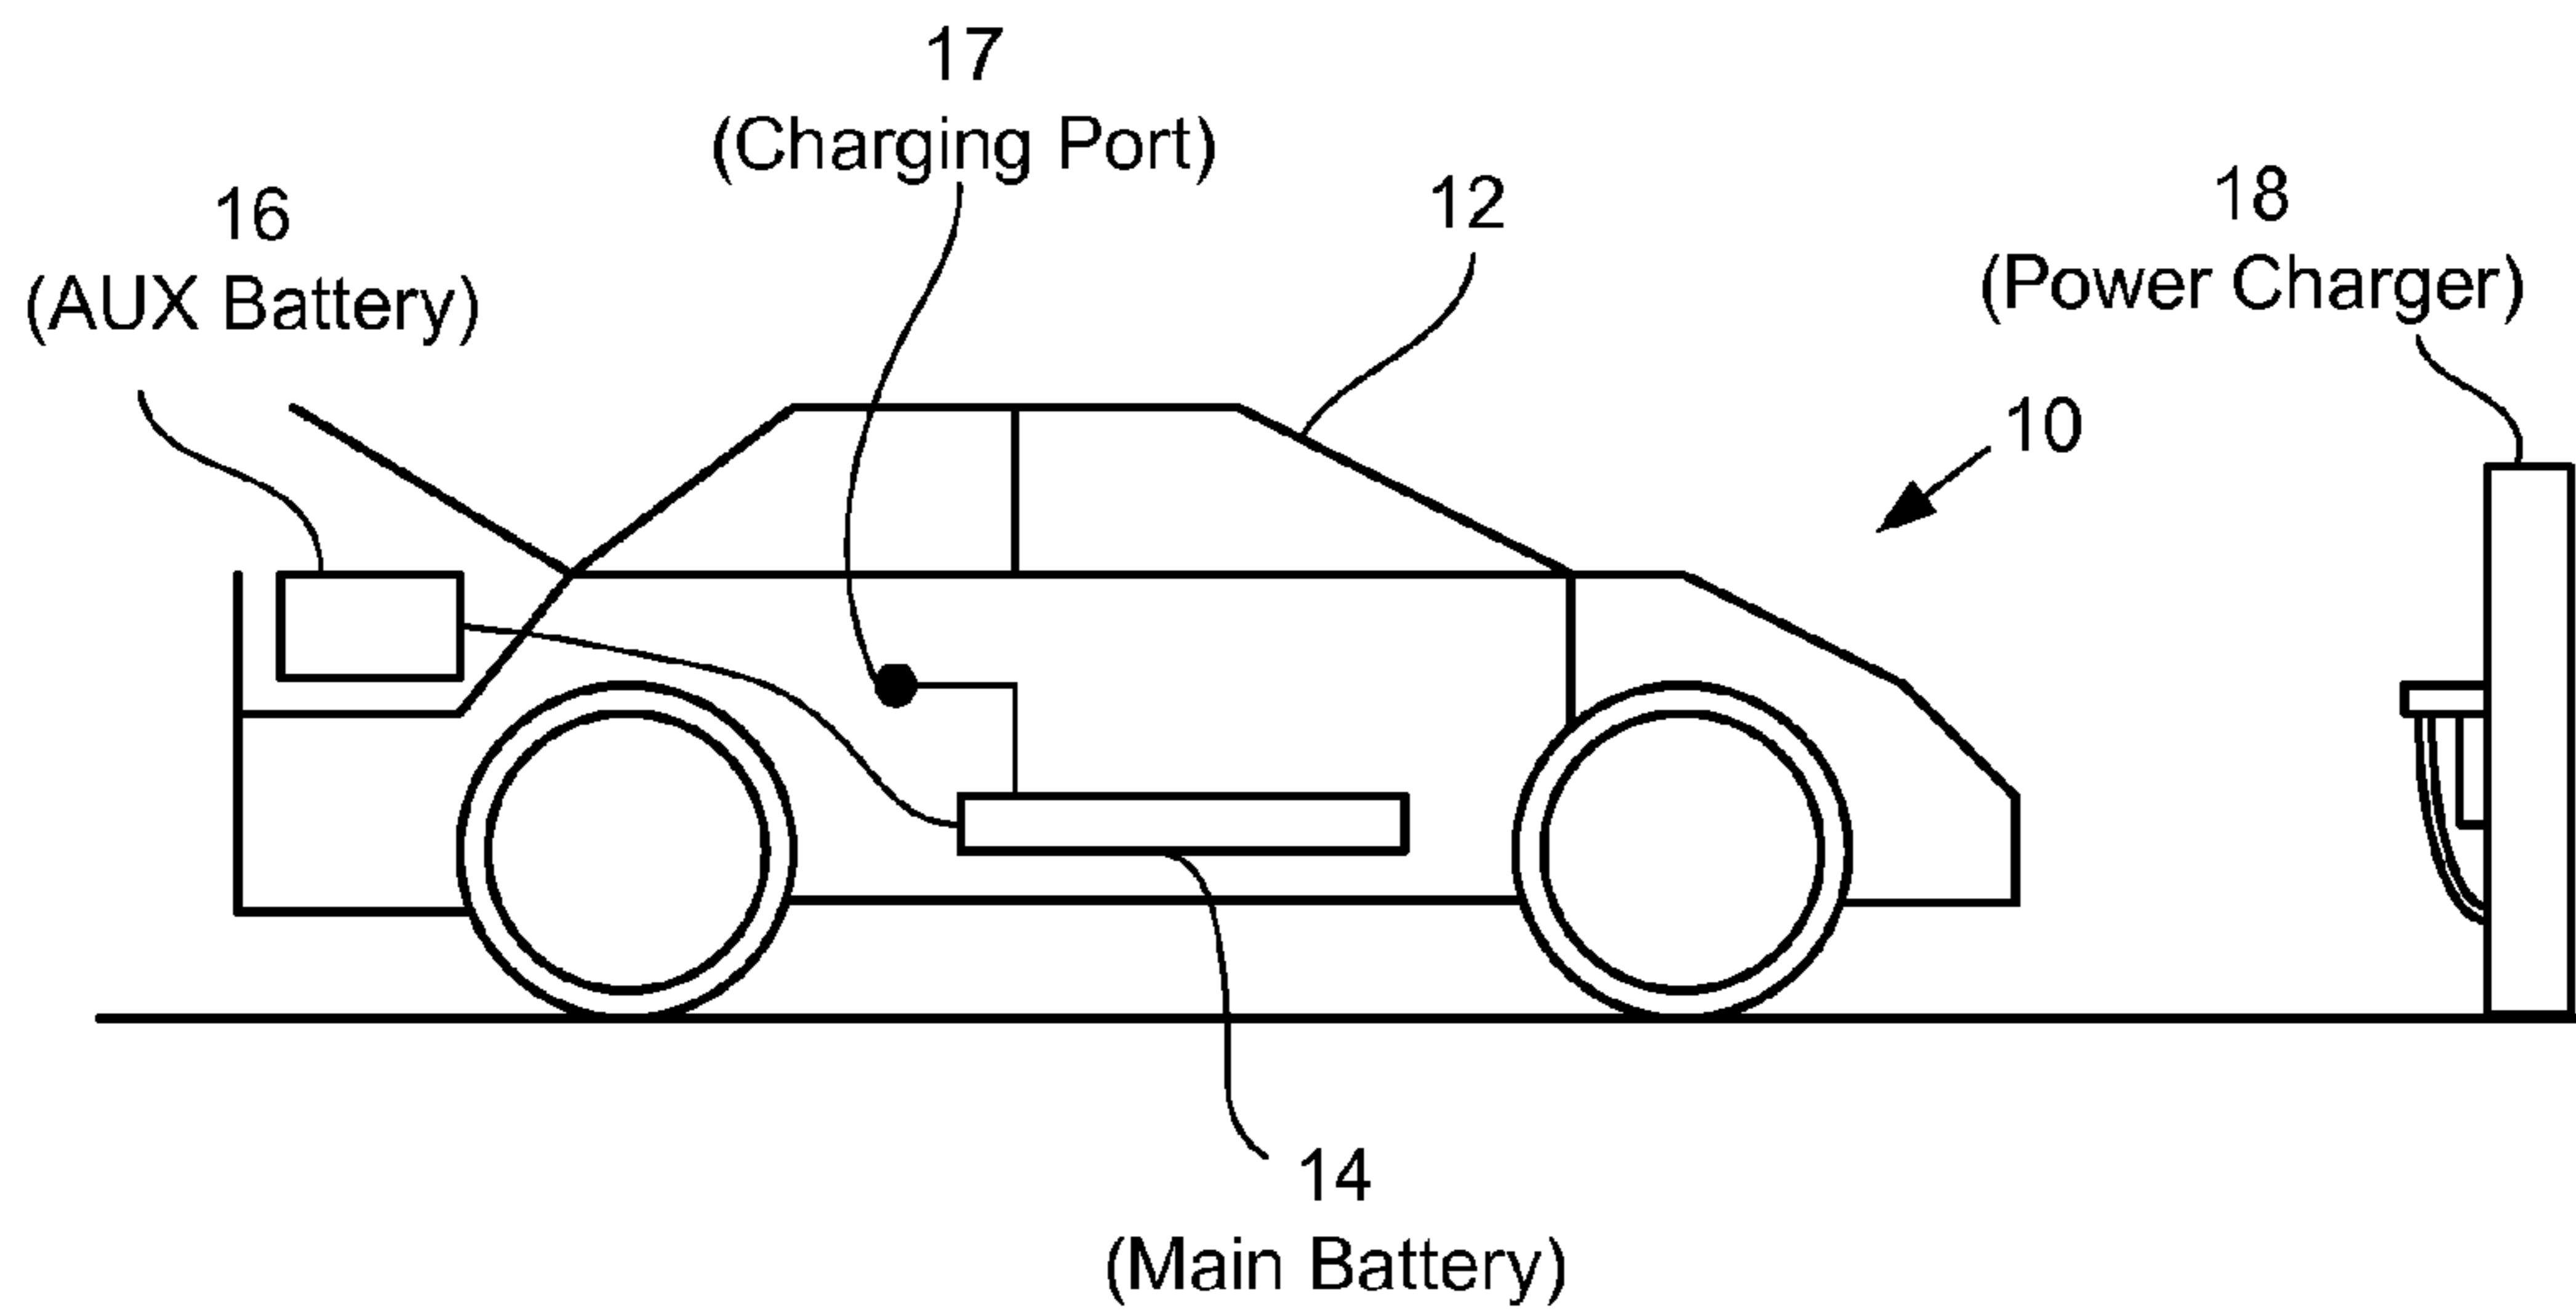 17
(Charging Port)
16
(AUX Battery)
12
18
(Power Charger)
10
14
(Main Battery)